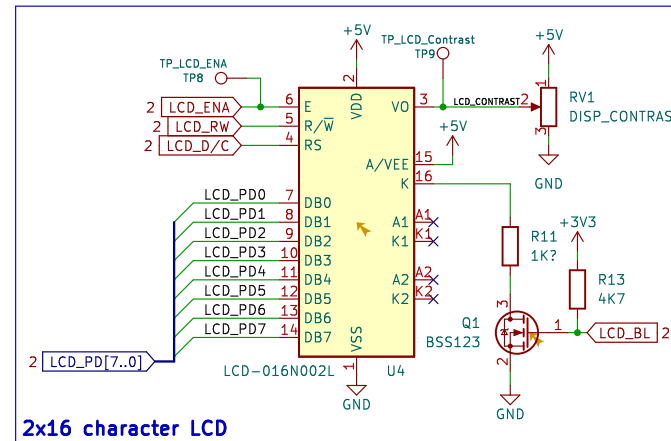 +5V
TP_LCD_Contrast
TP9
+5V
TP_LCD_ENA
TP8
2
VDD
1
2 LCD_ENA 6 E
VO 3 LCD_CONTRAST 2
RV1
DISP_CONTRAS
2 LCD_RW 5 R/W
3
2 LCD_D/C 4 RS
+5V
GND
A/VEE 15
K 16
LCD_PD0 7 DB0
LCD_PD1 8 DB1
A1 A1
LCD_PD2 9 DB2
K1 K1
LCD_PD3 10 DB3
LCD_PD4 11 DB4
A2 A2
LCD_PD5 12 DB5
K2 K2
LCD_PD6 13 DB6
LCD_PD7 14 DB7
R11
1K?
+3V3
R13
4K7
3
Q1
BSS123
1
LCD_BL 2
2
2 LCD_PD[7..0]
VSS
1
LCD-016N002L
U4
GND
GND
2x16 character LCD